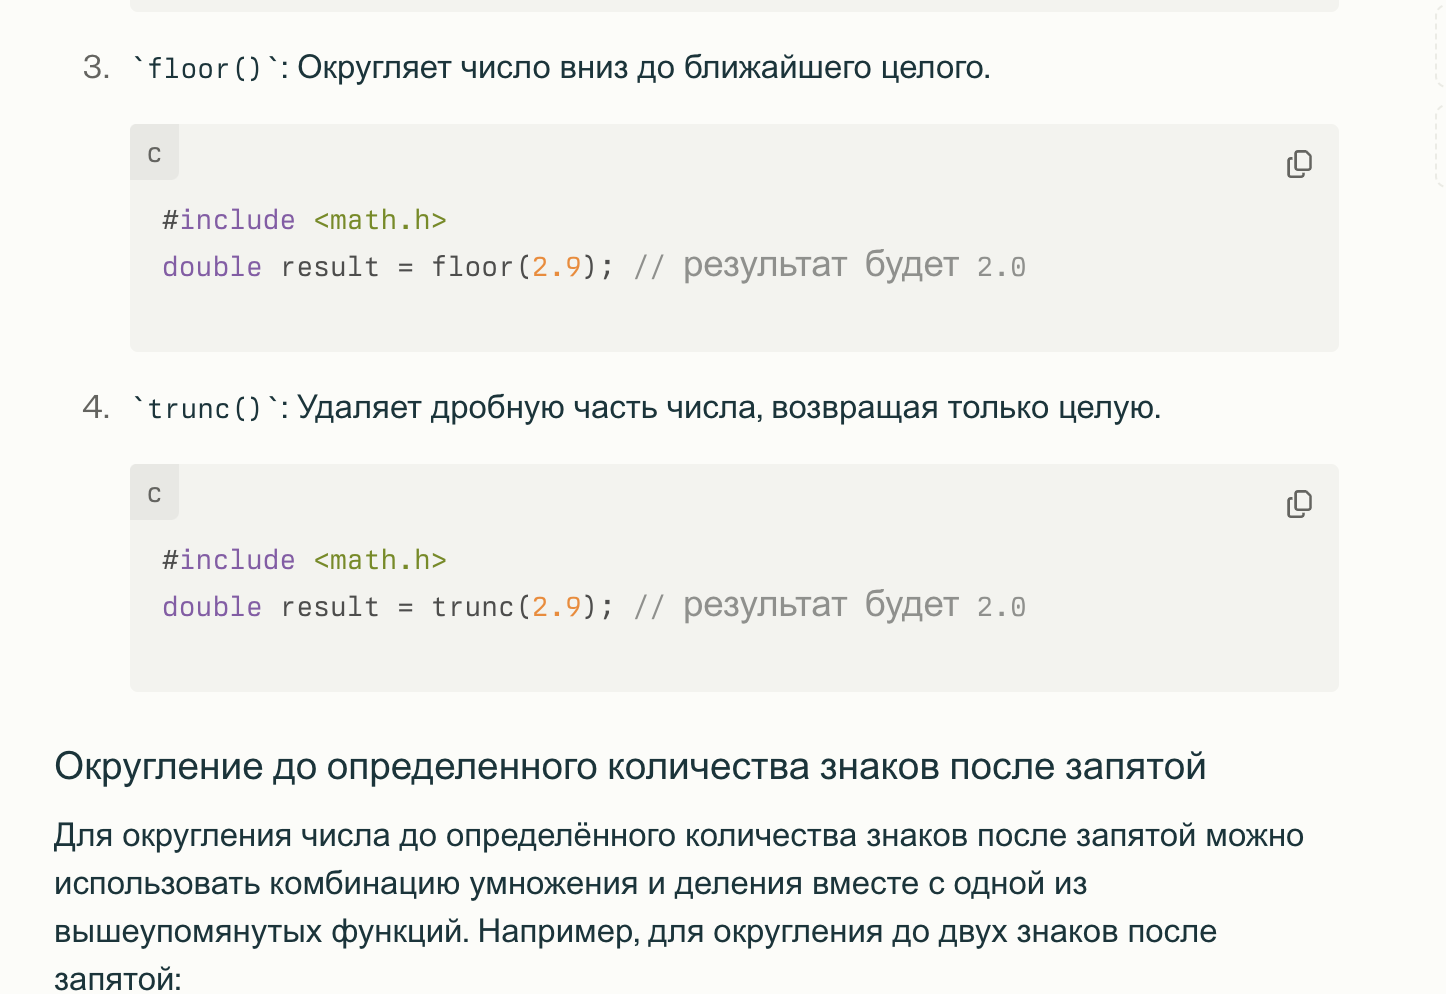 3. `floor()`: Округляет число вниз до ближайшего целого.
c
#include <math.h>
double result = floor(2.9); // результат будет 2.0
4. `trunc()`: Удаляет дробную часть числа, возвращая только целую.
c
#include <math.h>
double result = trunc(2.9); // результат будет 2.0
Округление до определенного количества знаков после запятой
Для округления числа до определённого количества знаков после запятой можно
использовать комбинацию умножения и деления вместе с одной из
вышеупомянутых функций. Например, для округления до двух знаков после
запятой: